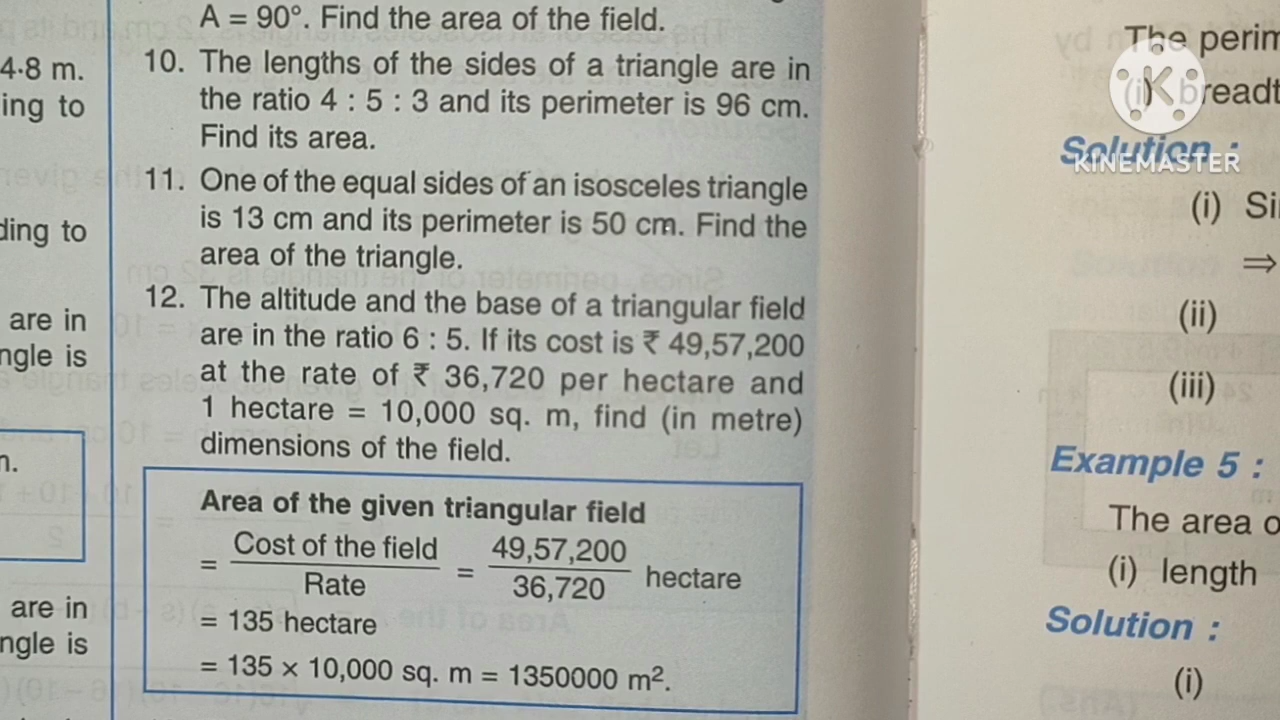 4·8 m.
ing to
ding to
are in
ngle is
are in
ngle is
A = 90°. Find the area of the field.
10. The lengths of the sides of a triangle are in
the ratio 4 : 5 : 3 and its perimeter is 96 cm.
Find its area.
11. One of the equal sides of an isosceles triangle
is 13 cm and its perimeter is 50 cm. Find the
area of the triangle.
12. The altitude and the base of a triangular field
are in the ratio 6 : 5. If its cost is ₹ 49,57,200
at the rate of ₹ 36,720 per hectare and
1 hectare = 10,000 sq. m, find (in metre)
dimensions of the field.
Area of the given triangular field
= Cost of the field / Rate = 49,57,200 / 36,720 hectare
= 135 hectare
= 135 × 10,000 sq. m = 1350000 m².
The perim
(i) breadt
Solution :
KINEMASTER
(i) Si
⇒
(ii)
(iii)
Example 5 :
The area o
(i) length
Solution :
(i)